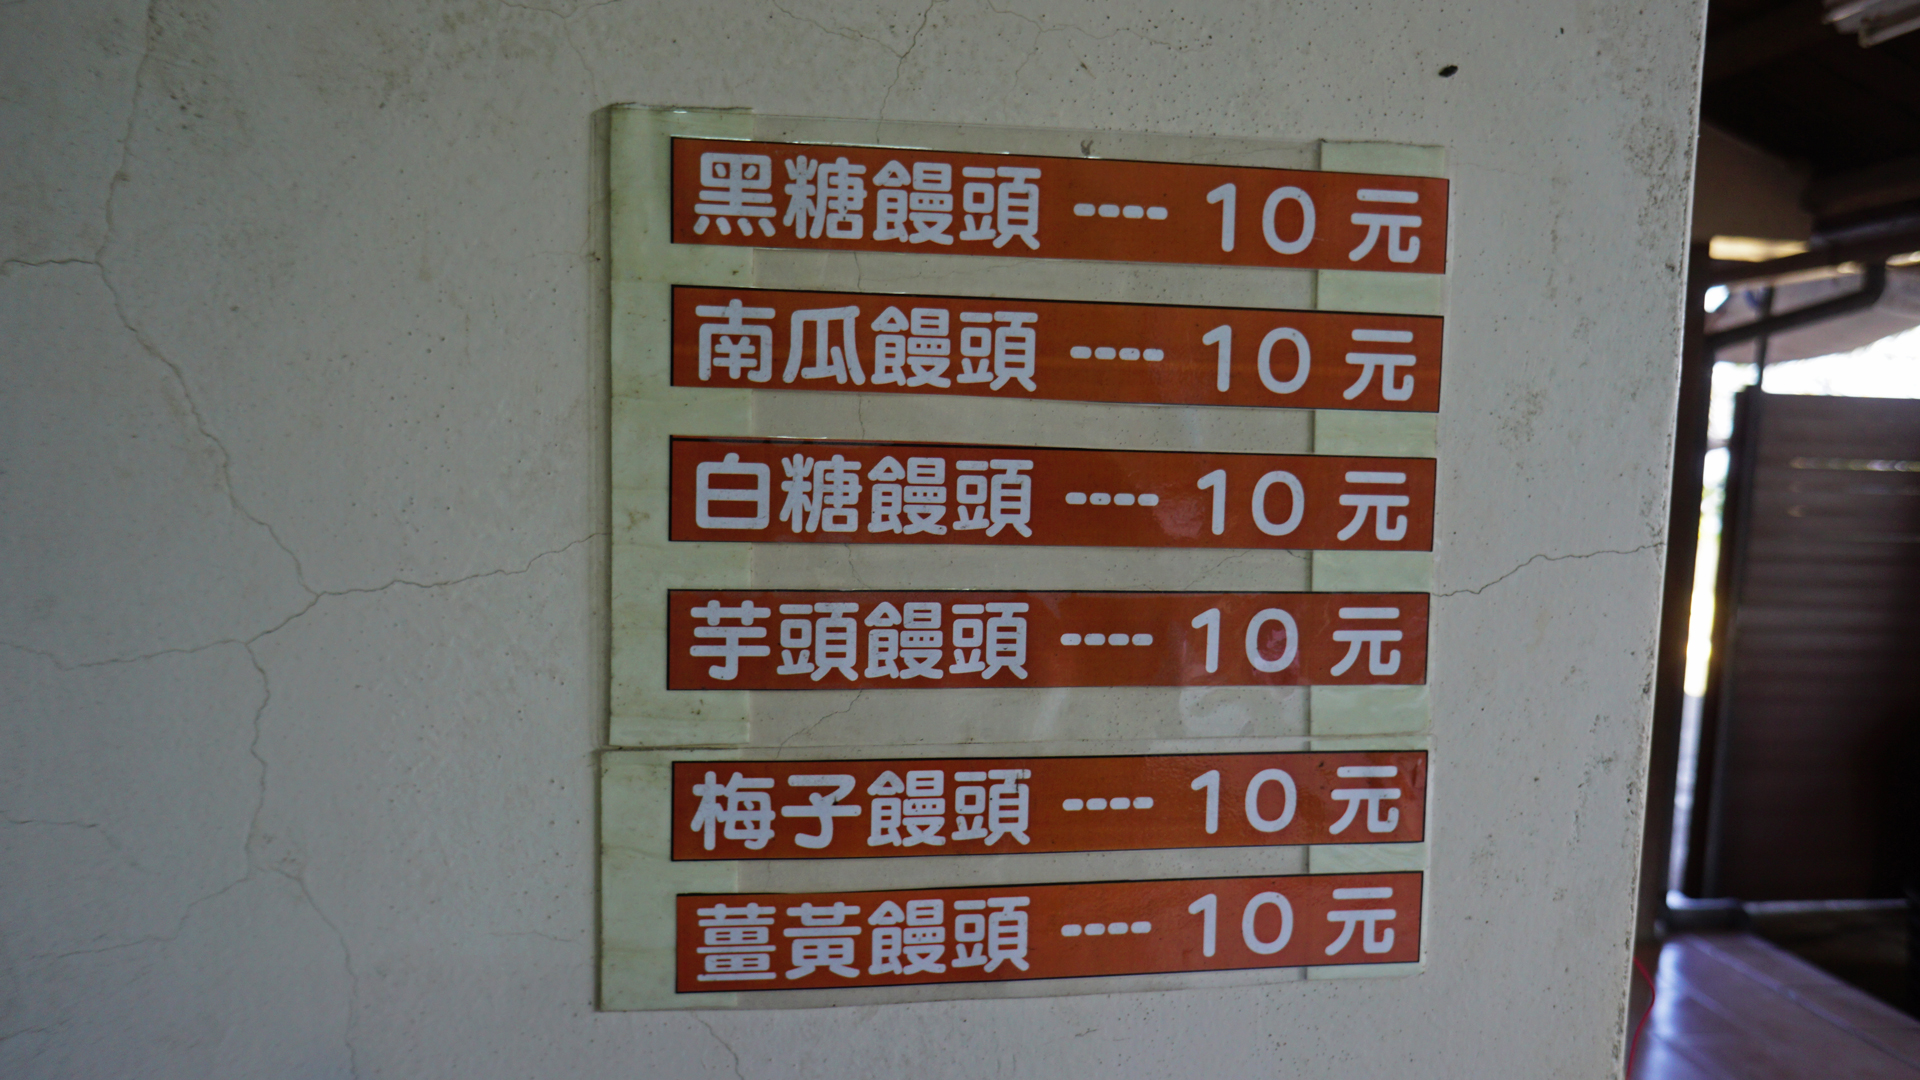 黑糖饅頭 ---- 10 元
南瓜饅頭 ---- 10 元
白糖饅頭 ---- 10 元
芋頭饅頭 ---- 10 元
梅子饅頭 ---- 10 元
薑黃饅頭 ---- 10 元